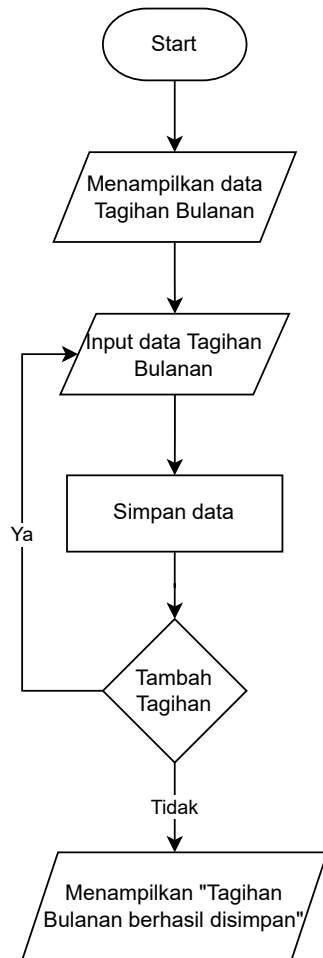 Start
Menampilkan data
Tagihan Bulanan
Input data Tagihan
Bulanan
Simpan data
Ya
Tambah
Tagihan
Tidak
Menampilkan "Tagihan
Bulanan berhasil disimpan"